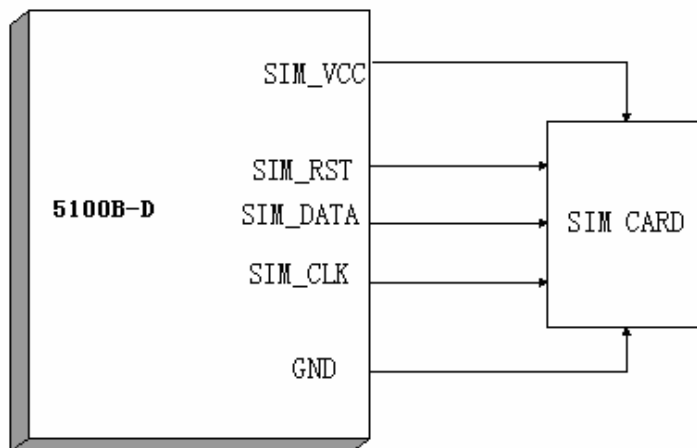 SIM_VCC
SIM_RST
5100B-D
SIM_DATA
SIM CARD
SIM_CLK
GND